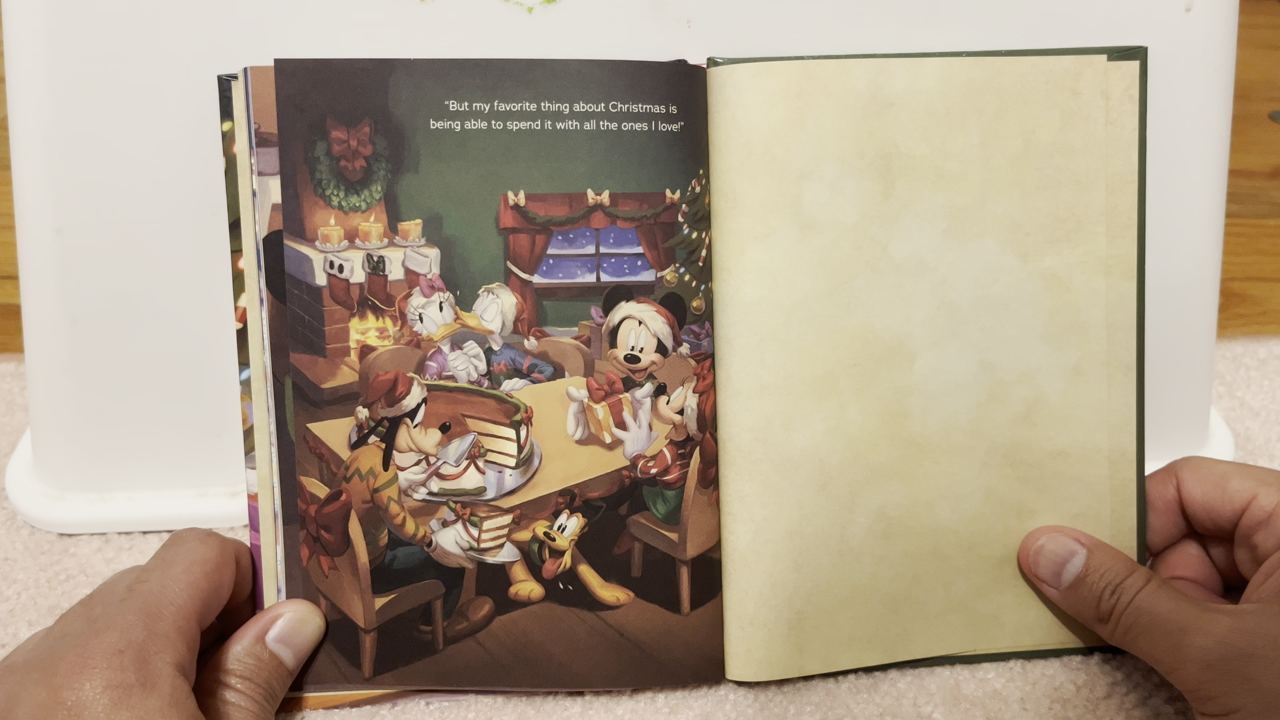 “But my favorite thing about Christmas is
being able to spend it with all the ones I love!”